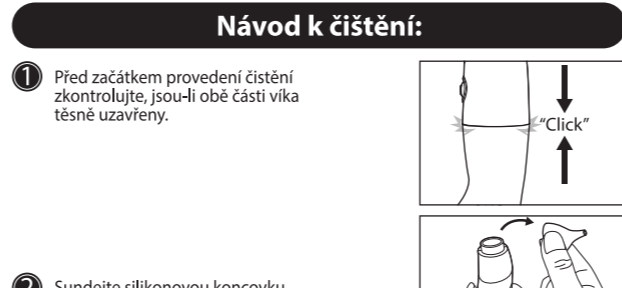 Návod k čištění:
1 Před začátkem provedení čistění
zkontrolujte, jsou-li obě části víka
těsně uzavřeny.
"Click"
2 Sundejte silikonovou koncovku